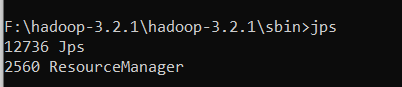 F:\hadoop-3.2.1\hadoop-3.2.1\sbin>jps
12736 Jps
2560 ResourceManager